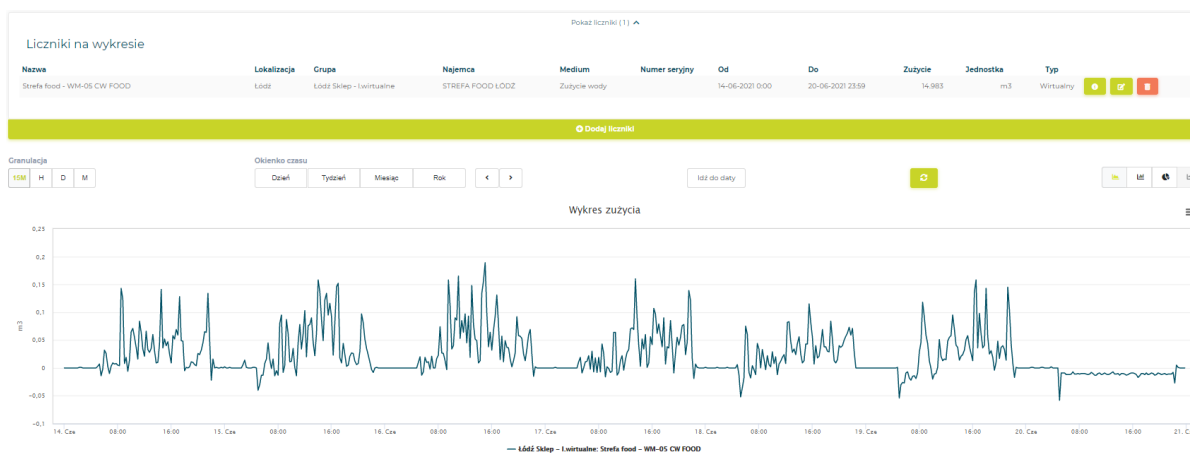 Pokaż liczniki (1)
Liczniki na wykresie
Nazwa Lokalizacja Grupa Najemca Medium Numer seryjny Od Do Zużycie Jednostka Typ
Strefa food - WM-05 CW FOOD Łódź Łódź Sklep - l.wirtualne STREFA FOOD ŁÓDŹ Zużycie wody 14-06-2021 0:00 20-06-2021 23:59 14.983 m3 Wirtualny
Dodaj liczniki
Granulacja Okienko czasu
15M H D M Dzień Tydzień Miesiąc Rok < > Idź do daty
Wykres zużycia
0,25
0,2
0,15
0,1
0,05
0
-0,05
-0,1
m3
14. Cze 08:00 16:00 15. Cze 08:00 16:00 16. Cze 08:00 16:00 17. Cze 08:00 16:00 18. Cze 08:00 16:00 19. Cze 08:00 16:00 20. Cze 08:00 16:00 21. C
Łódź Sklep - l.wirtualne: Strefa food - WM-05 CW FOOD